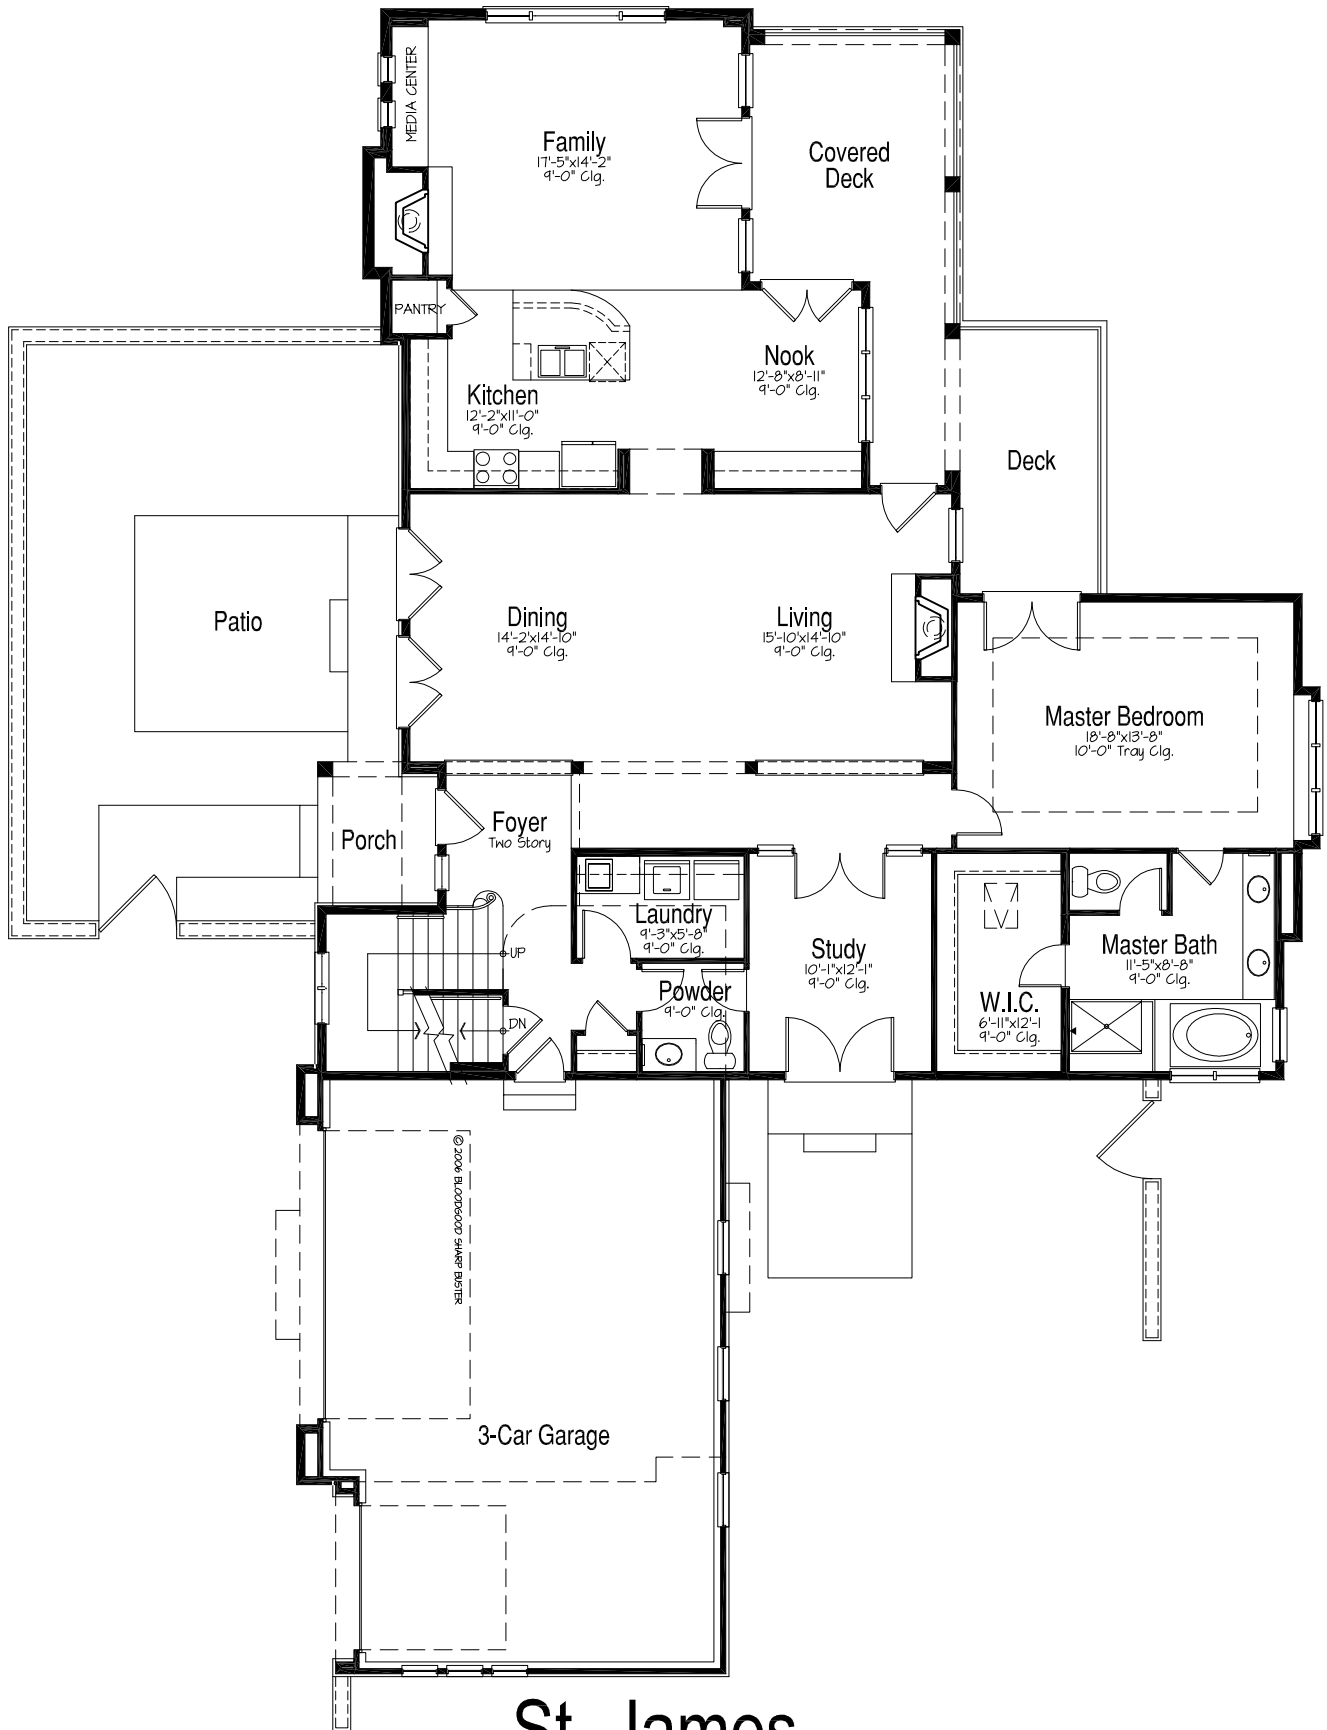 MEDIA CENTER
Family
17'-5"x14'-2"
9'-0" Clg.
Covered
Deck
PANTRY
Nook
12'-8"x8'-11"
9'-0" Clg.
Kitchen
12'-2"x11'-0"
9'-0" Clg.
Deck
Patio
Dining
14'-2'x14'-10"
9'-0" Clg.
Living
15'-10'x14'-10"
9'-0" Clg.
Master Bedroom
18'-8"x13'-8"
10'-0" Tray Clg.
Porch
Foyer
Two Story
Laundry
9'-3"x5'-8"
9'-0" Clg.
UP
Study
10'-1"x12'-1"
9'-0" Clg.
Master Bath
11'-5"x8'-8"
9'-0" Clg.
Powder
9'-0" Clg.
W.I.C.
6'-11"x12'-1
9'-0" Clg.
DN
© 2006 BLOODGOOD SHARP BUSTER
3-Car Garage
St. James